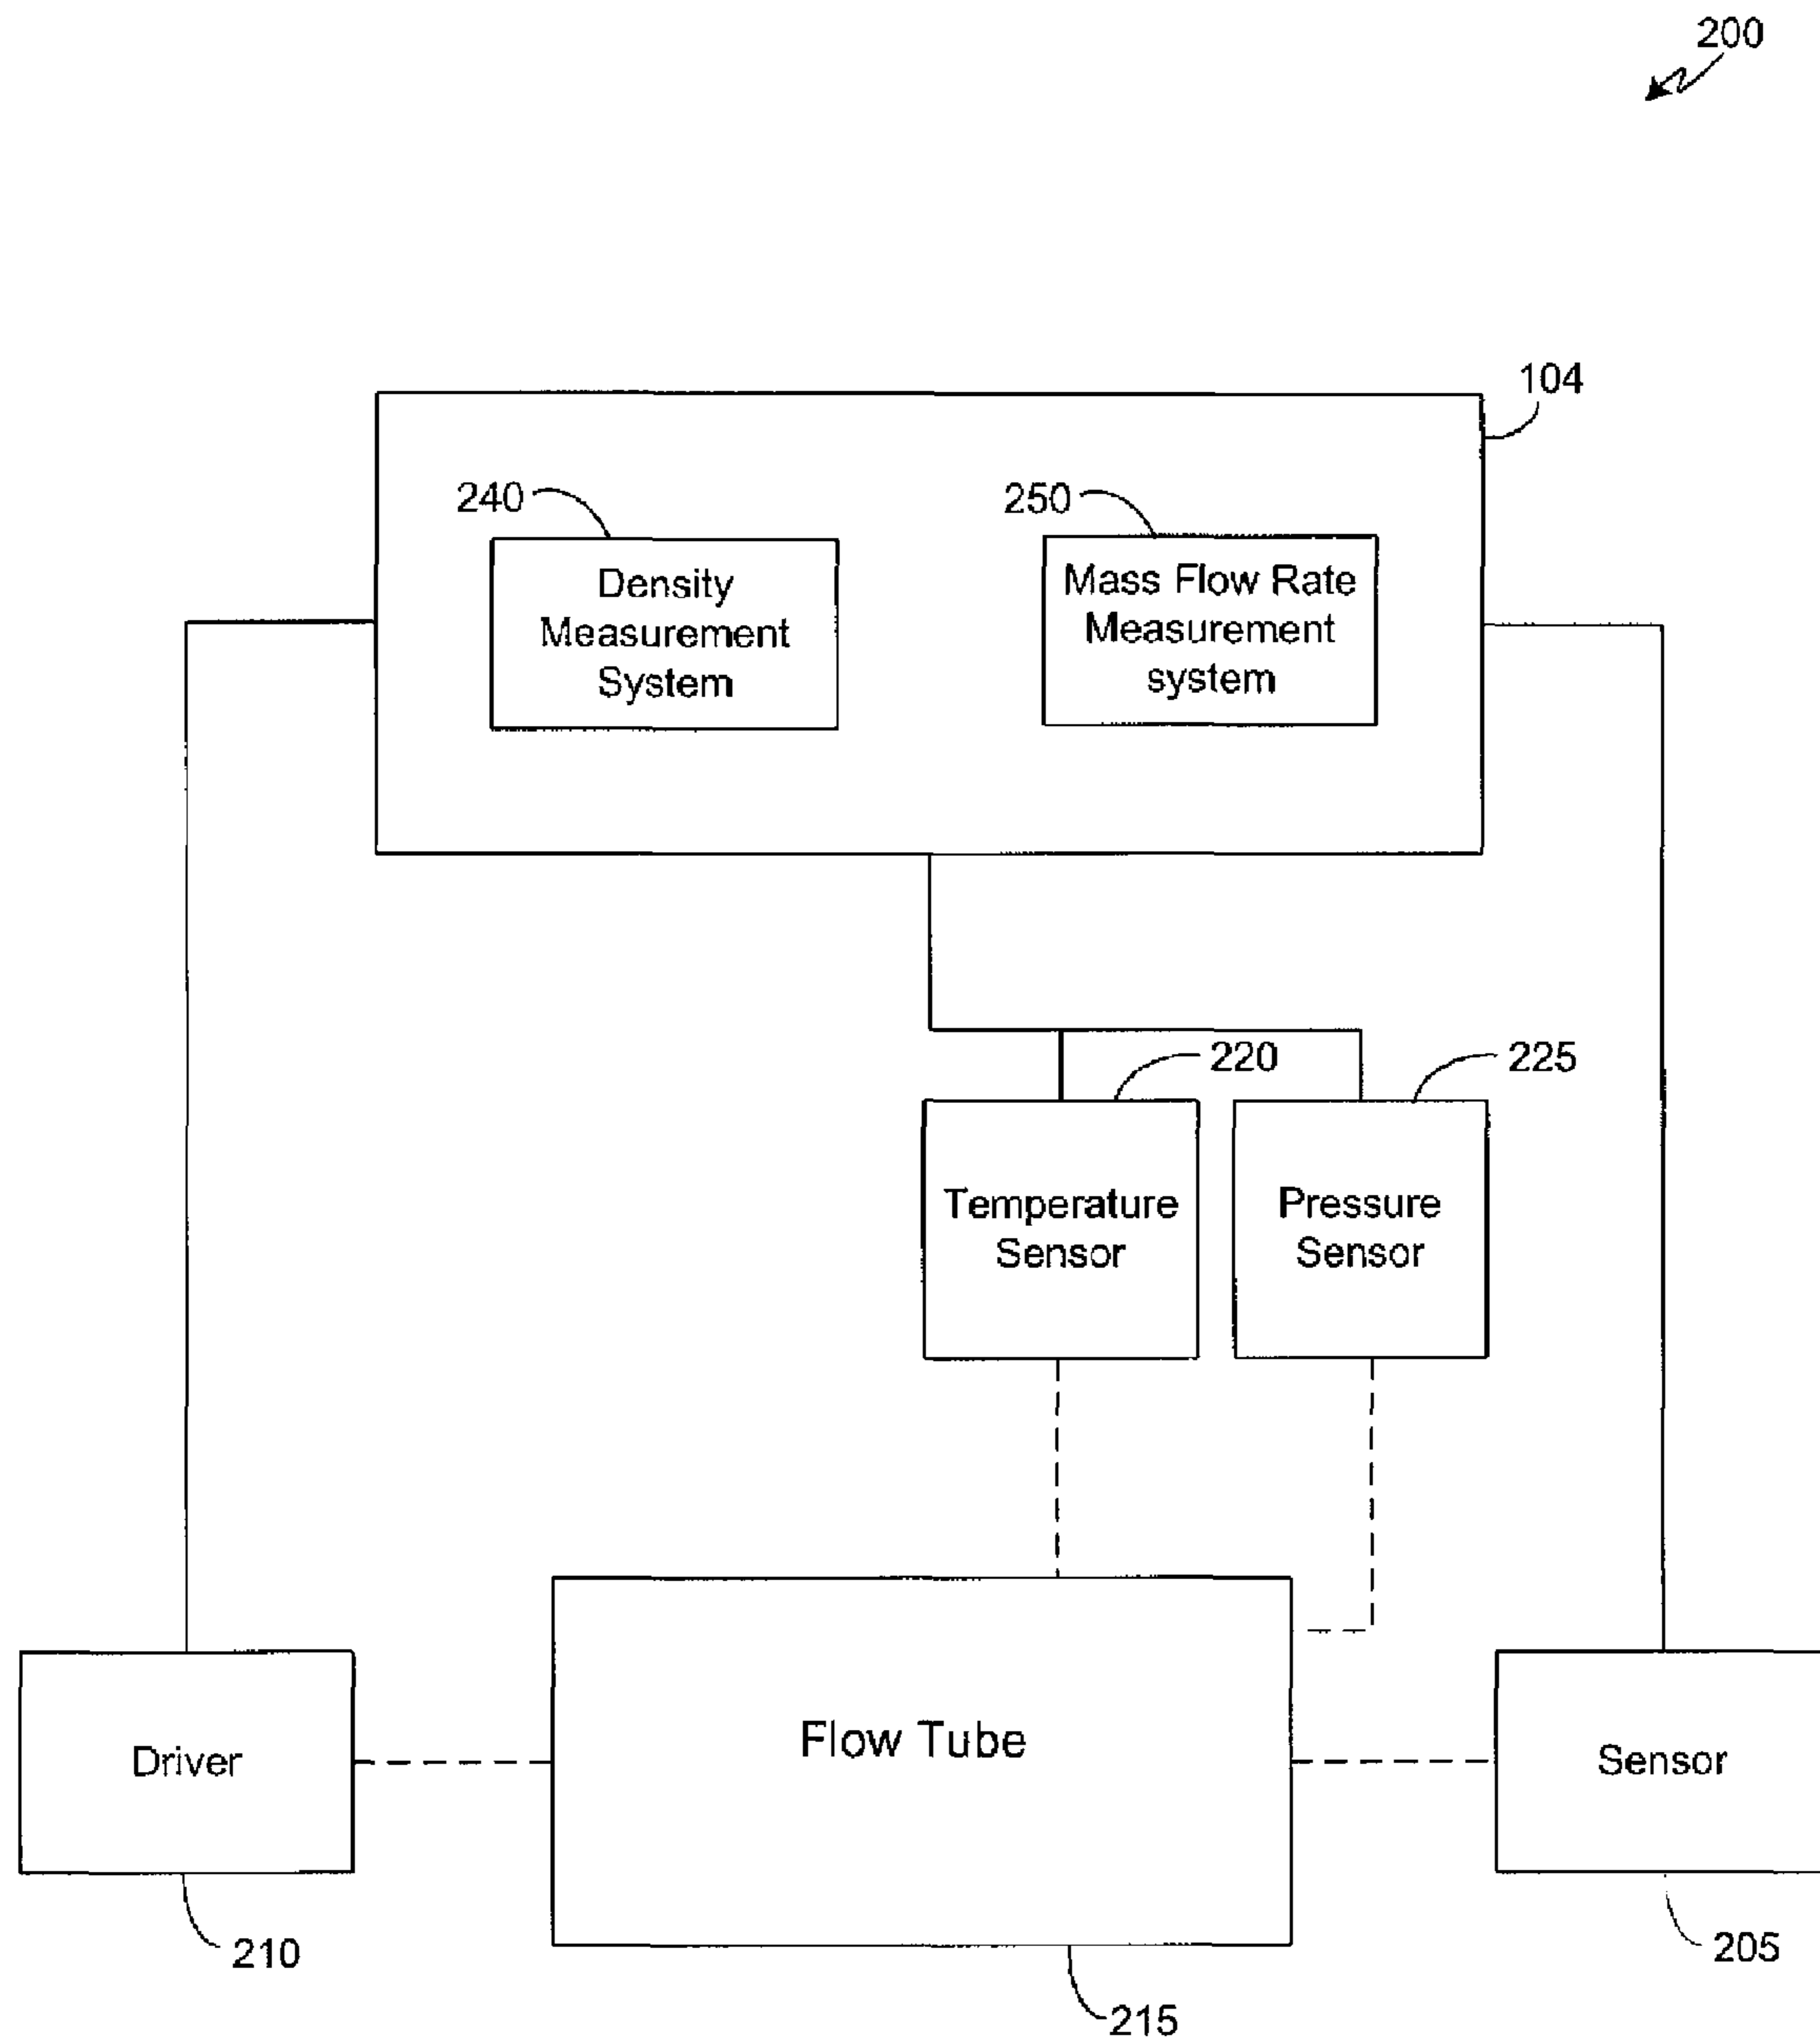 200
104
240
250
Density
Measurement
System
Mass Flow Rate
Measurement
system
220
225
Temperature
Sensor
Pressure
Sensor
Flow Tube
Driver
Sensor
210
205
215